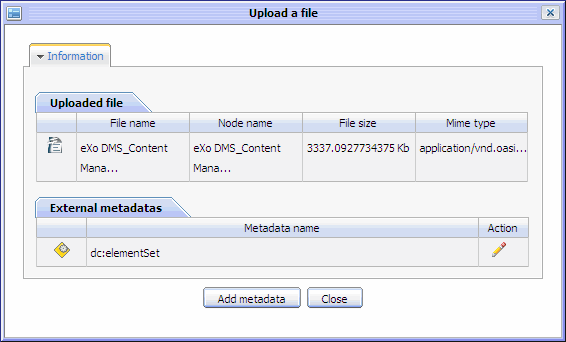 Upload a file
Information
Uploaded file
File name Node name File size Mime type
eXo DMS_Content eXo DMS_Content 3337.0927734375 Kb application/vnd.oasi...
Mana... Mana...
External metadatas
Metadata name Action
dc:elementSet
Add metadata Close